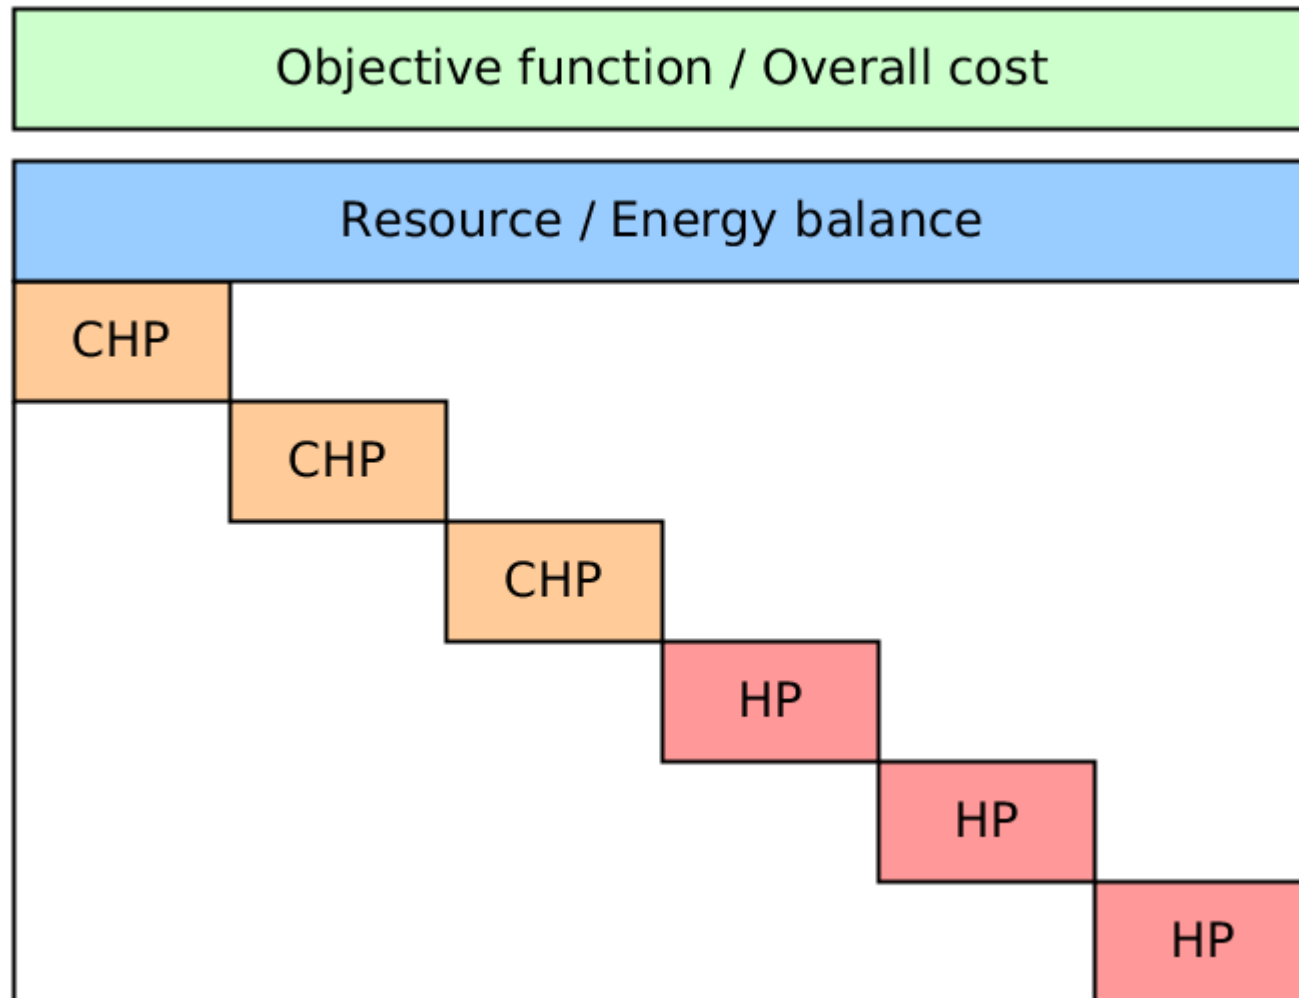 Objective function / Overall cost
Resource / Energy balance
CHP
CHP
CHP
HP
HP
HP